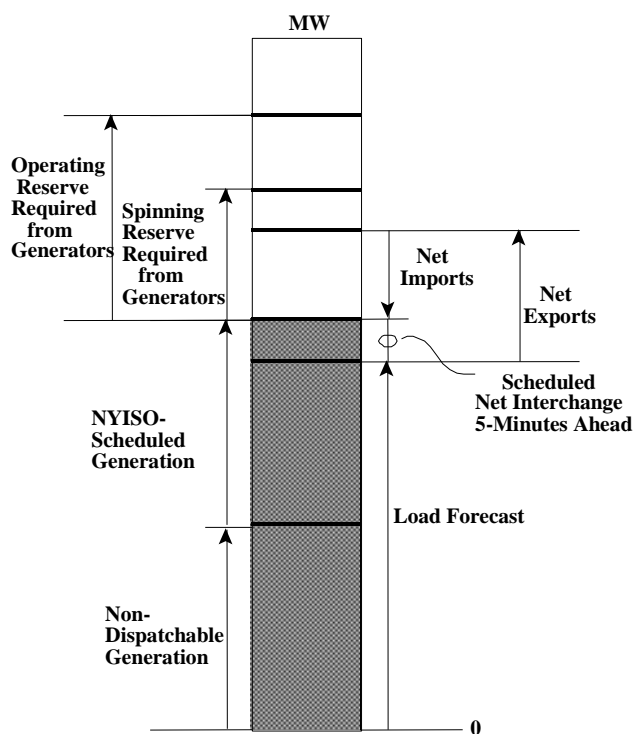 MW
Operating
Reserve
Required
from
Generators
Spinning
Reserve
Required
from
Generators
Net
Imports
Net
Exports
Scheduled
Net Interchange
5-Minutes Ahead
NYISO-
Scheduled
Generation
Load Forecast
Non-
Dispatchable
Generation
0